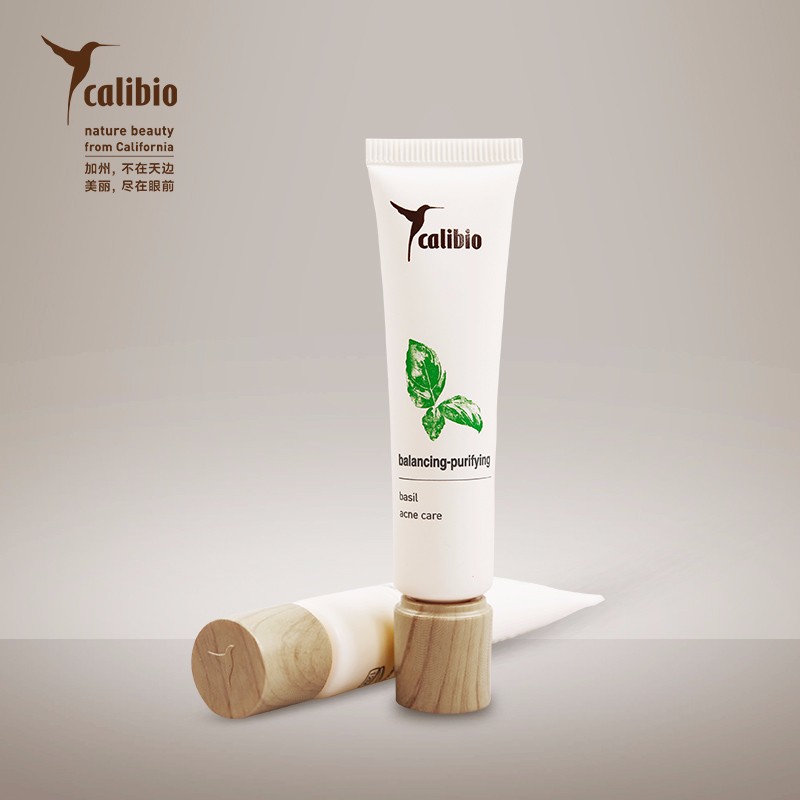 calibio
nature beauty
from California
加州，不在天边
美丽，尽在眼前
calibio
balancing-purifying
basil
acne care